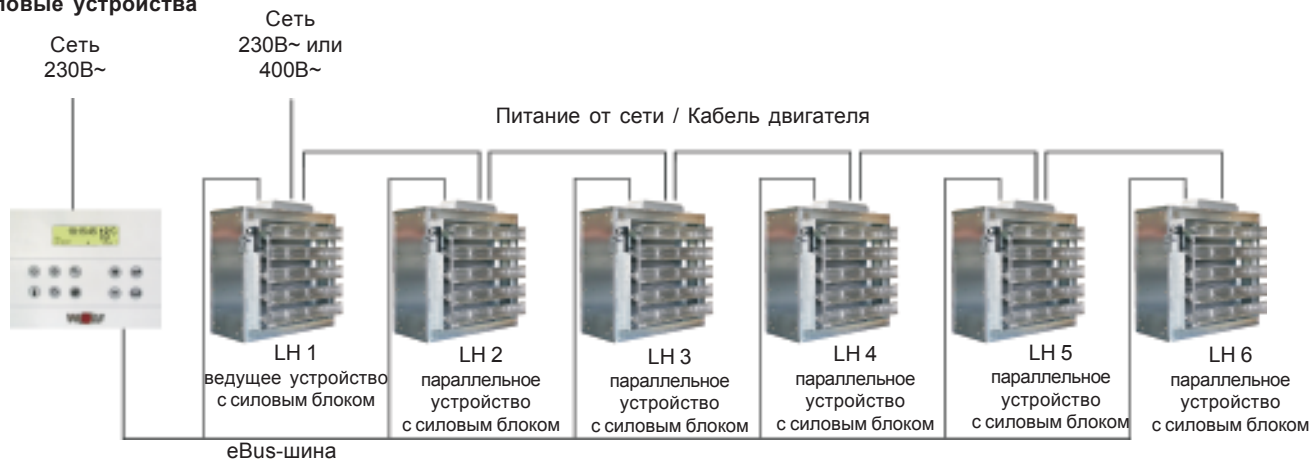 ловые устройства
Сеть
230В~
Сеть
230В~ или
400В~
Питание от сети / Кабель двигателя
WOLF
LH 1
ведущее устройство
с силовым блоком
LH 2
параллельное
устройство
с силовым блоком
LH 3
параллельное
устройство
с силовым блоком
LH 4
параллельное
устройство
с силовым блоком
LH 5
параллельное
устройство
с силовым блоком
LH 6
параллельное
устройство
с силовым блоком
eBus-шина